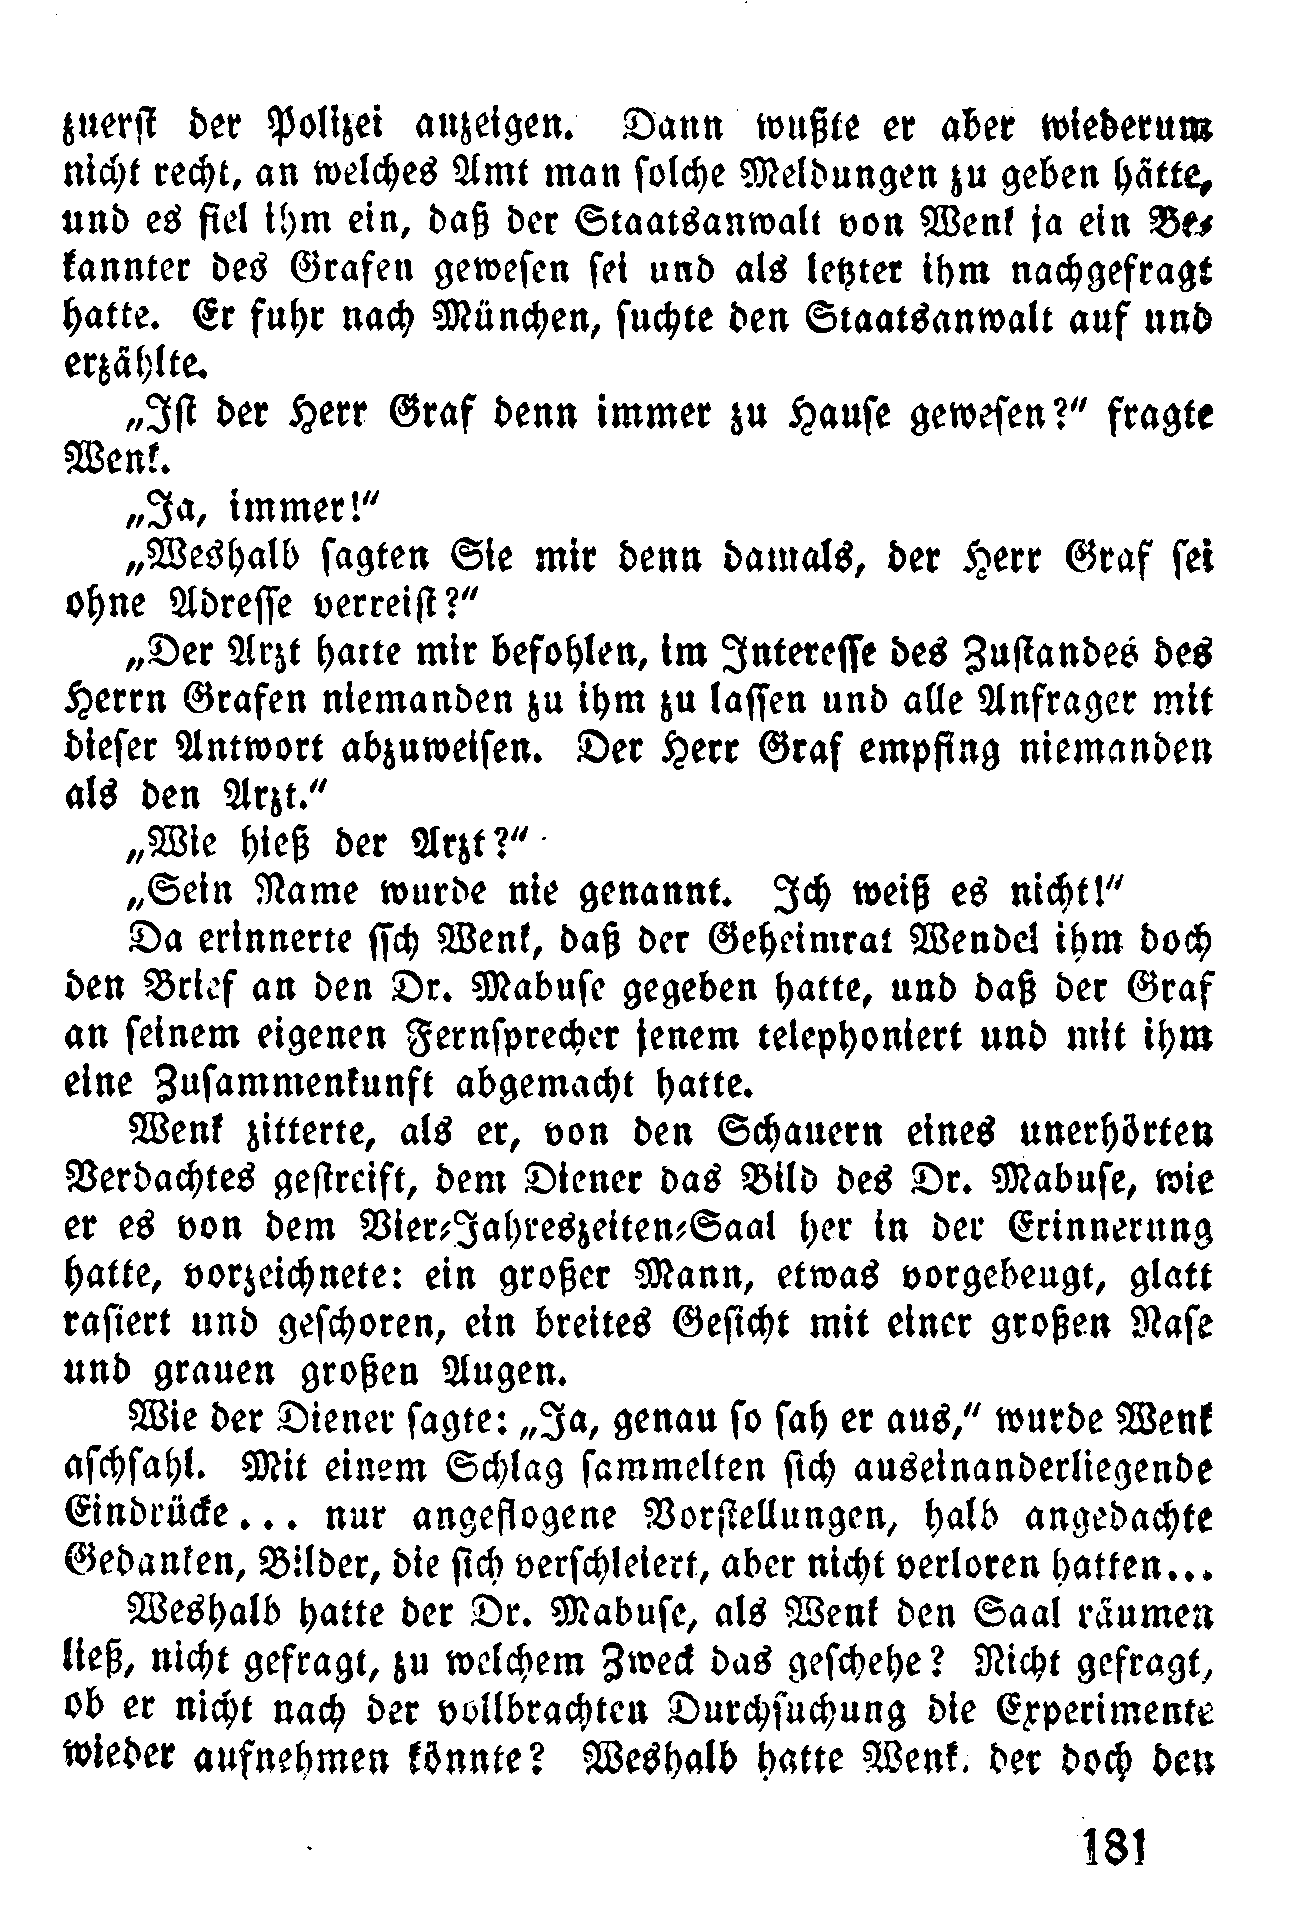 zuerst der Polizei anzeigen. Dann wußte er aber wiederum
nicht recht, an welches Amt man solche Meldungen zu geben hätte,
und es fiel ihm ein, daß der Staatsanwalt von Wenk ja ein Be-
kannter des Grafen gewesen sei und als letzter ihm nachgefragt
hatte. Er fuhr nach München, suchte den Staatsanwalt auf und
erzählte.
„Ist der Herr Graf denn immer zu Hause gewesen?“ fragte
Wenk.
„Ja, immer!“
„Weshalb sagten Sie mir denn damals, der Herr Graf sei
ohne Adresse verreist?“
„Der Arzt hatte mir befohlen, im Interesse des Zustandes des
Herrn Grafen niemanden zu ihm zu lassen und alle Anfrager mit
dieser Antwort abzuweisen. Der Herr Graf empfing niemanden
als den Arzt.“
„Wie hieß der Arzt?“
„Sein Name wurde nie genannt. Ich weiß es nicht!“
Da erinnerte ssch Wenk, daß der Geheimrat Wendel ihm doch
den Brief an den Dr. Mabuse gegeben hatte, und daß der Graf
an seinem eigenen Fernsprecher jenem telephoniert und mit ihm
eine Zusammenkunft abgemacht hatte.
Wenk zitterte, als er, von den Schauern eines unerhörten
Verdachtes gestreift, dem Diener das Bild des Dr. Mabuse, wie
er es von dem Vier-Jahreszeiten-Saal her in der Erinnerung
hatte, vorzeichnete: ein großer Mann, etwas vorgebeugt, glatt
rasiert und geschoren, ein breites Gesicht mit einer großen Nase
und grauen großen Augen.
Wie der Diener sagte: „Ja, genau so sah er aus,“ wurde Wenk
aschfahl. Mit einem Schlag sammelten sich auseinanderliegende
Eindrücke... nur angeflogene Vorstellungen, halb angedachte
Gedanken, Bilder, die sich verschleiert, aber nicht verloren hatten...
Weshalb hatte der Dr. Mabuse, als Wenk den Saal räumen
ließ, nicht gefragt, zu welchem Zweck das geschehe? Nicht gefragt,
ob er nicht nach der vollbrachten Durchsuchung die Experimente
wieder aufnehmen könnte? Weshalb hatte Wenk, der doch den
181